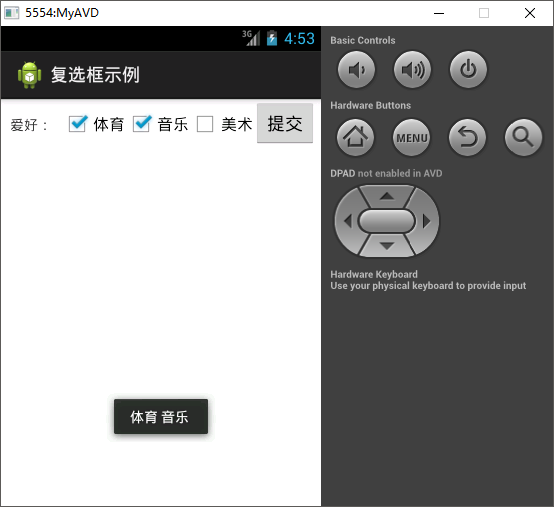 5554:MyAVD
3G 4:53
复选框示例
爱好： 体育 音乐 美术 提交
体育 音乐
Basic Controls
Hardware Buttons
MENU
DPAD not enabled in AVD
Hardware Keyboard
Use your physical keyboard to provide input